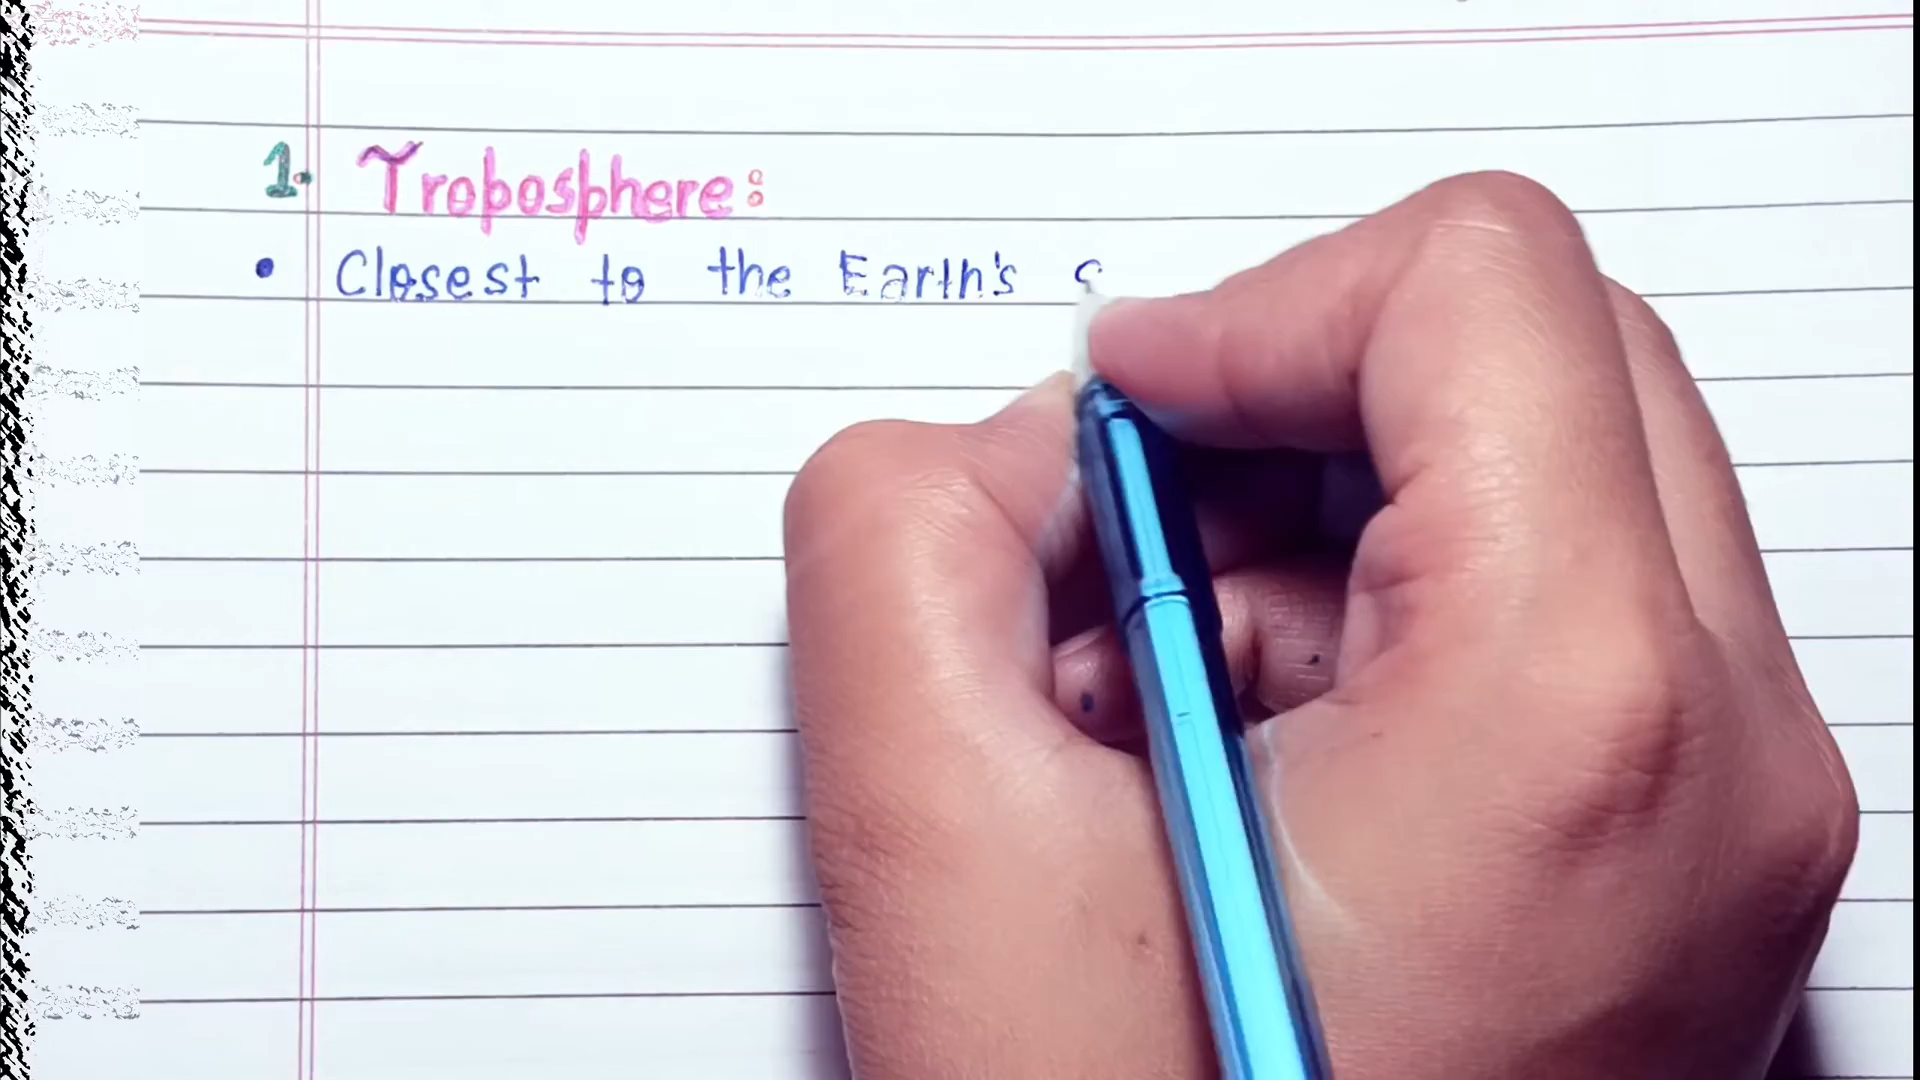 1. Troposphere:
• Closest to the Earth's s